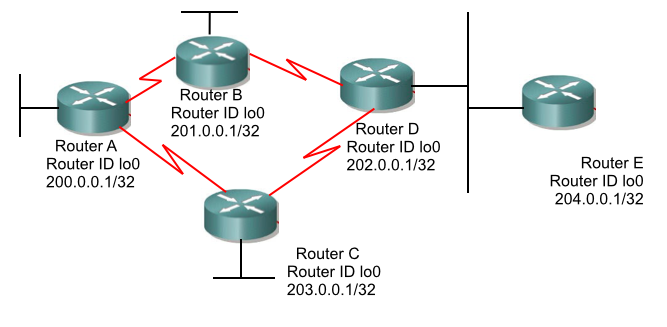 Router B
Router ID lo0
201.0.0.1/32
Router A
Router ID lo0
200.0.0.1/32
Router D
Router ID lo0
202.0.0.1/32
Router E
Router ID lo0
204.0.0.1/32
Router C
Router ID lo0
203.0.0.1/32